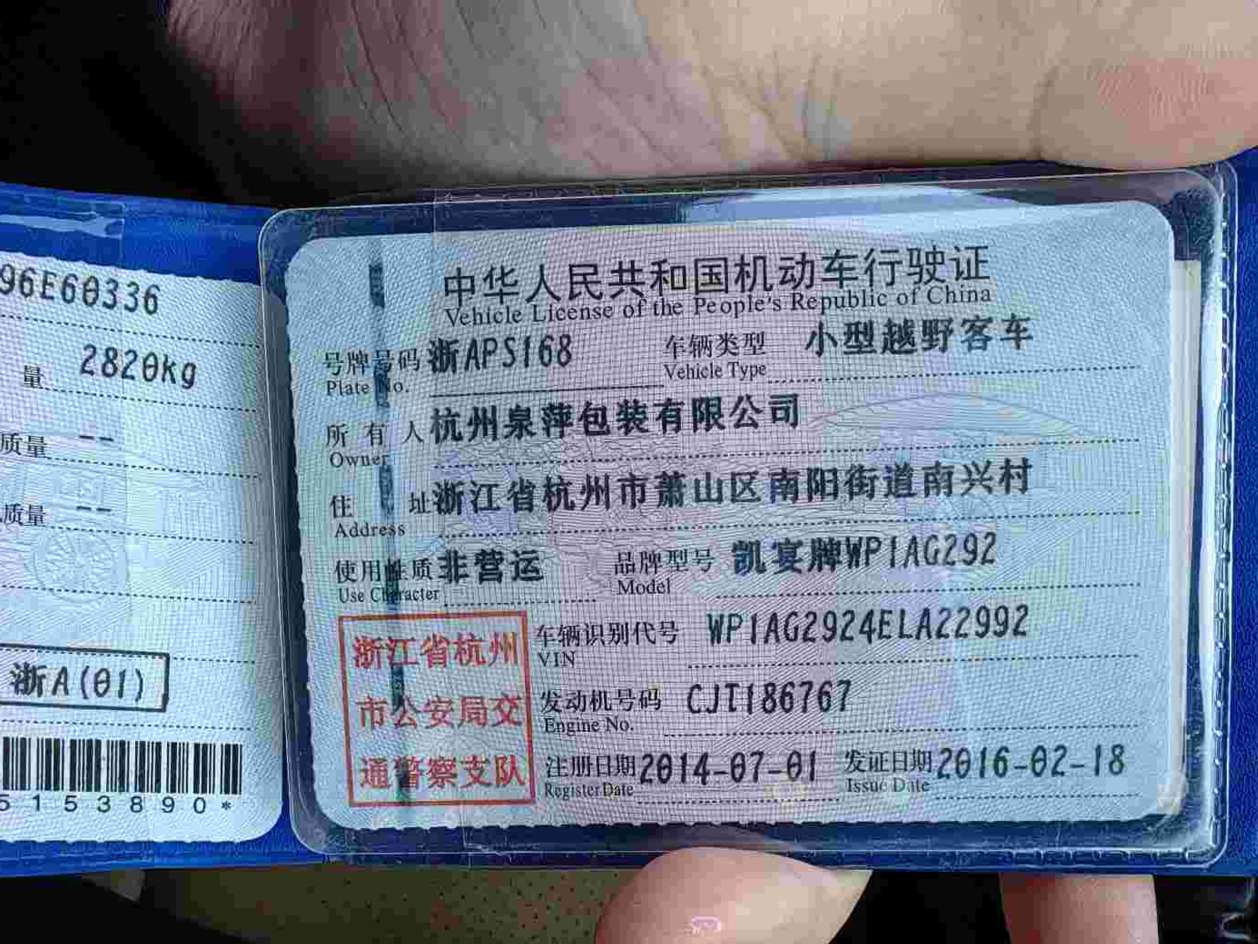 96E60336
量 2820kg
质量 --
质量 --
浙A(01)
5153890*
中华人民共和国机动车行驶证
Vehicle License of the People's Republic of China
号牌号码 浙APS168 车辆类型 小型越野客车
Plate No. Vehicle Type
所有人 杭州泉萍包装有限公司
Owner
住址 浙江省杭州市萧山区南阳街道南兴村
Address
使用性质 非营运 品牌型号 凯宴牌WP1AG292
Use Character Model
浙江省杭州
市公安局交
通警察支队
车辆识别代号 WP1AG2924ELA22992
VIN
发动机号码 CJT186767
Engine No.
注册日期 2014-07-01 发证日期 2016-02-18
Register Date Issue Date